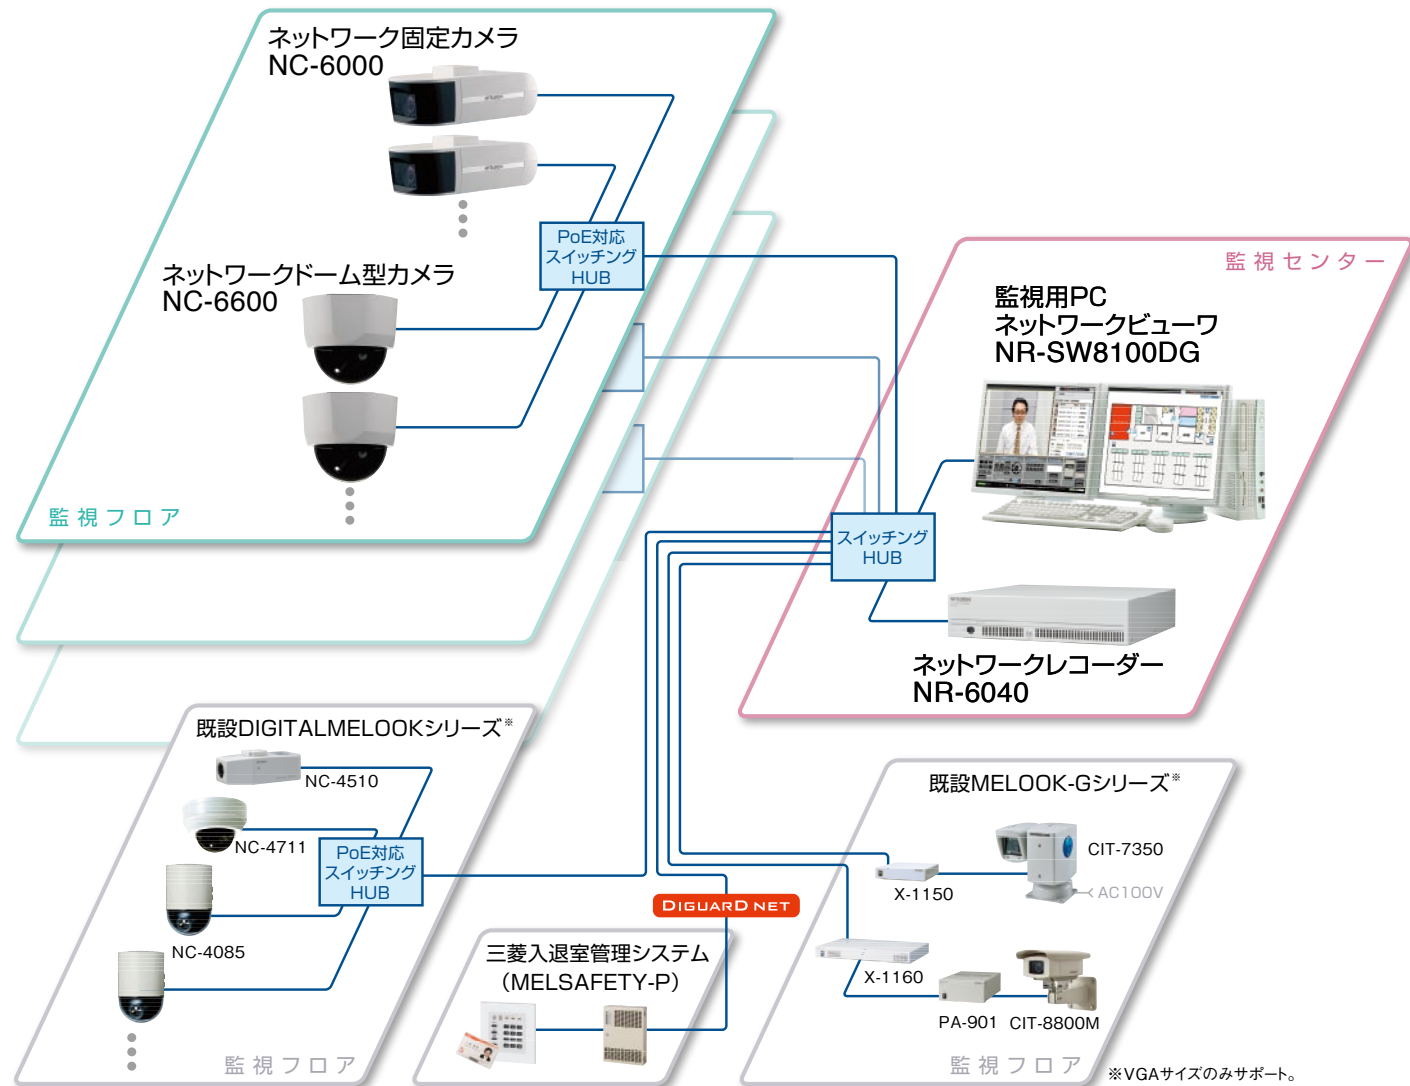 ネットワーク固定カメラ
NC-6000
PoE対応
スイッチング
HUB
ネットワークドーム型カメラ
NC-6600
監視フロア
監視センター
監視用PC
ネットワークビューワ
NR-SW8100DG
スイッチング
HUB
ネットワークレコーダー
NR-6040
既設DIGITALMELOOKシリーズ※
NC-4510
NC-4711
PoE対応
スイッチング
HUB
NC-4085
監視フロア
DIGUARD NET
三菱入退室管理システム
（MELSAFETY-P）
既設MELOOK-Gシリーズ※
CIT-7350
X-1150
AC100V
X-1160
PA-901
CIT-8800M
監視フロア
※VGAサイズのみサポート。